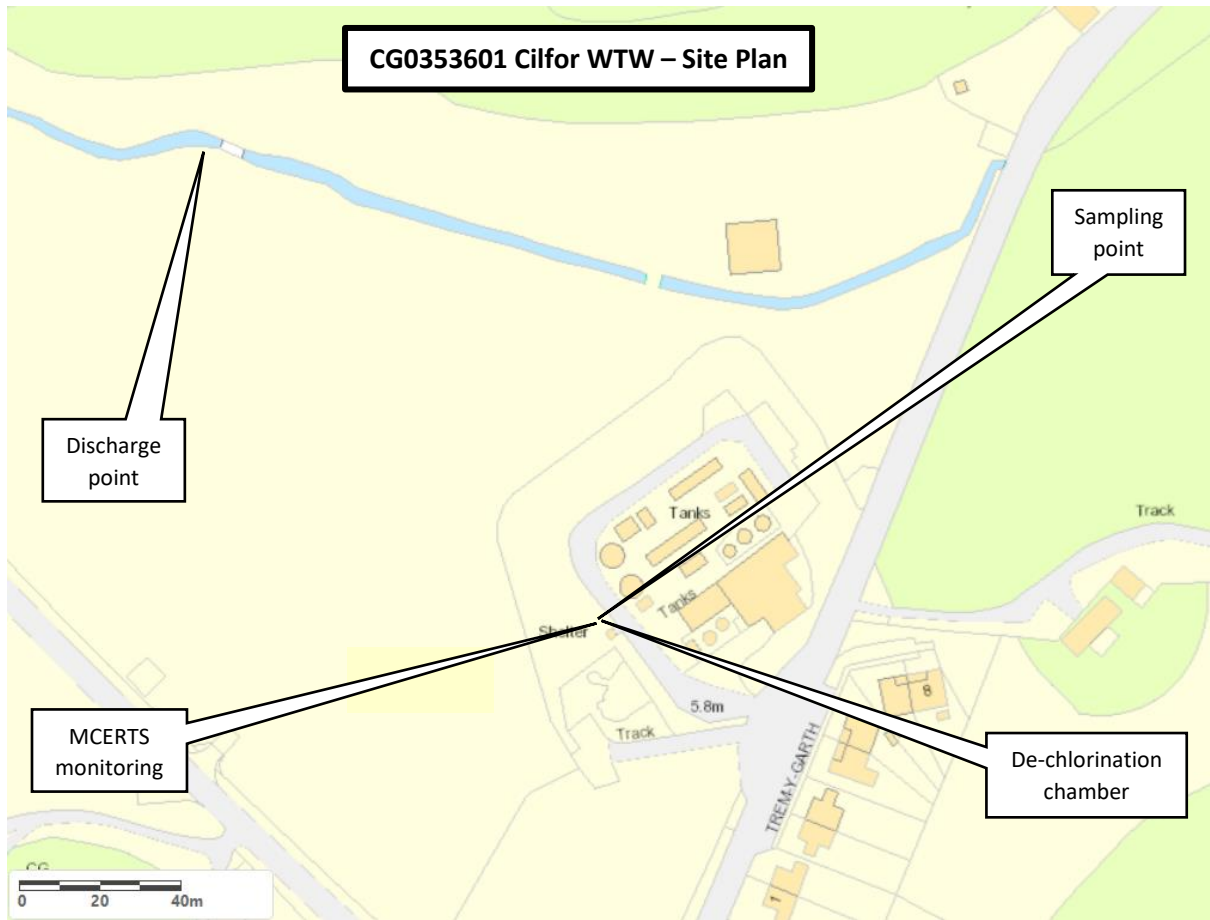 CG0353601 Cilfor WTW – Site Plan
Sampling
point
Discharge
point
Tanks
Track
Tanks
Shelter
8
5.8m
MCERTS
monitoring
Track
TREM-Y-GARTH
De-chlorination
chamber
CG
1
0 20 40m